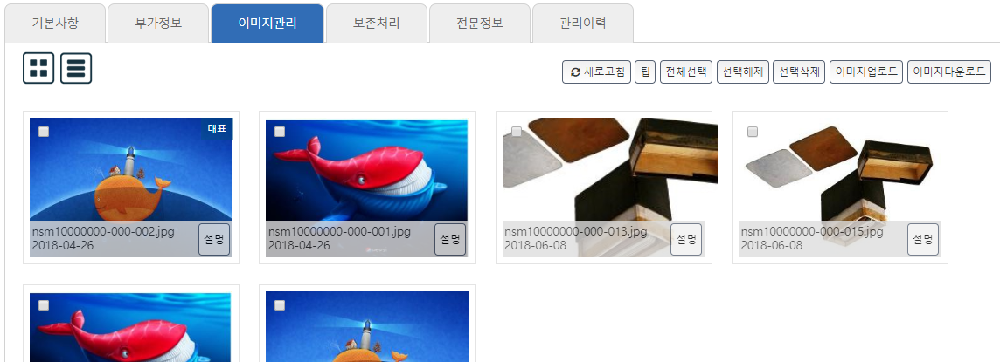 기본사항 부가정보 이미지관리 보존처리 전문정보 관리이력
새로고침 팁 전체선택 선택해제 선택삭제 이미지업로드 이미지다운로드
대표
nsm10000000-000-002.jpg
2018-04-26
설명
nsm10000000-000-001.jpg
2018-04-26
설명
nsm10000000-000-013.jpg
2018-06-08
설명
nsm10000000-000-015.jpg
2018-06-08
설명